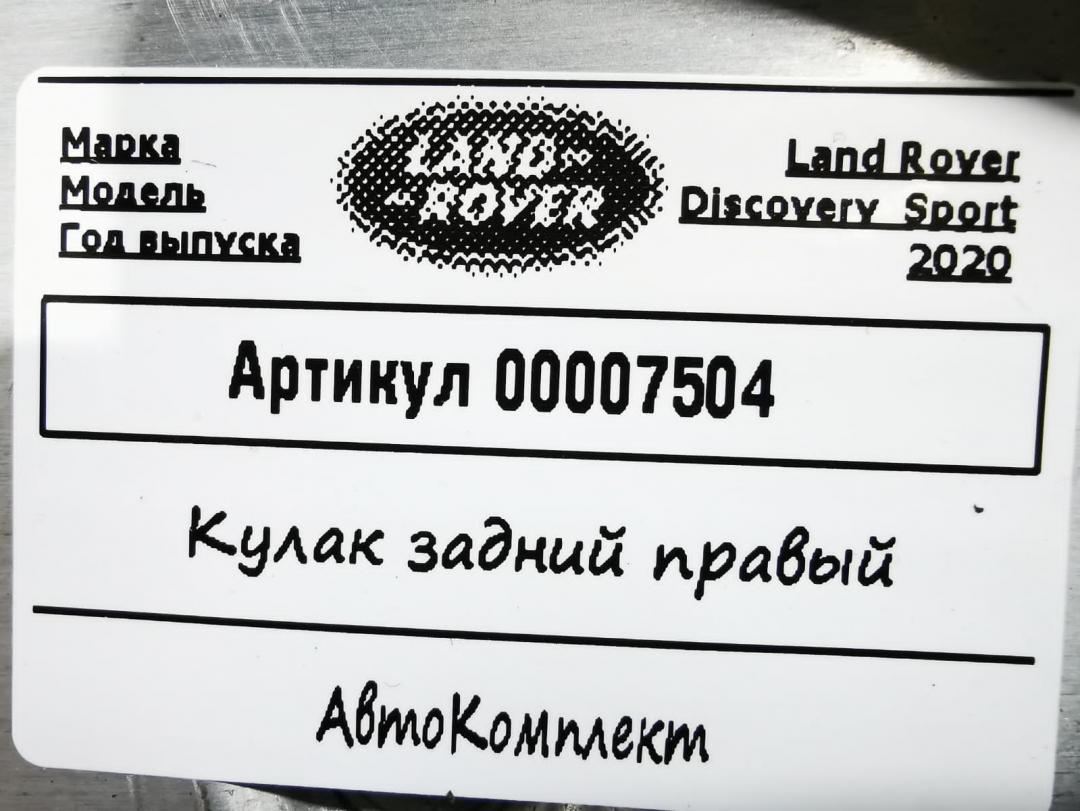 Марка
Модель
Год выпуска
LAND-
-ROVER
Land Rover
Discovery Sport
2020
Артикул 00007504
Кулак задний правый
АвтоКомплект